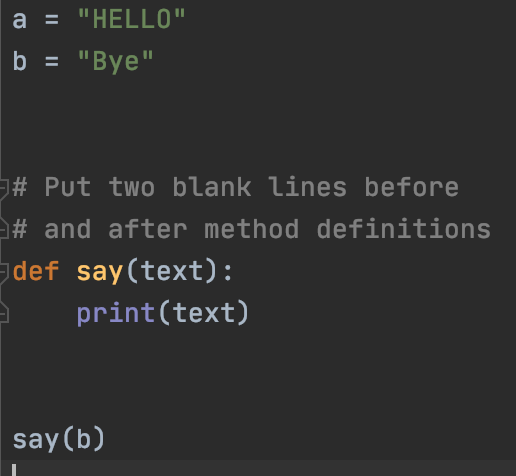 a = "HELLO"
b = "Bye"
# Put two blank lines before
# and after method definitions
def say(text):
    print(text)
say(b)